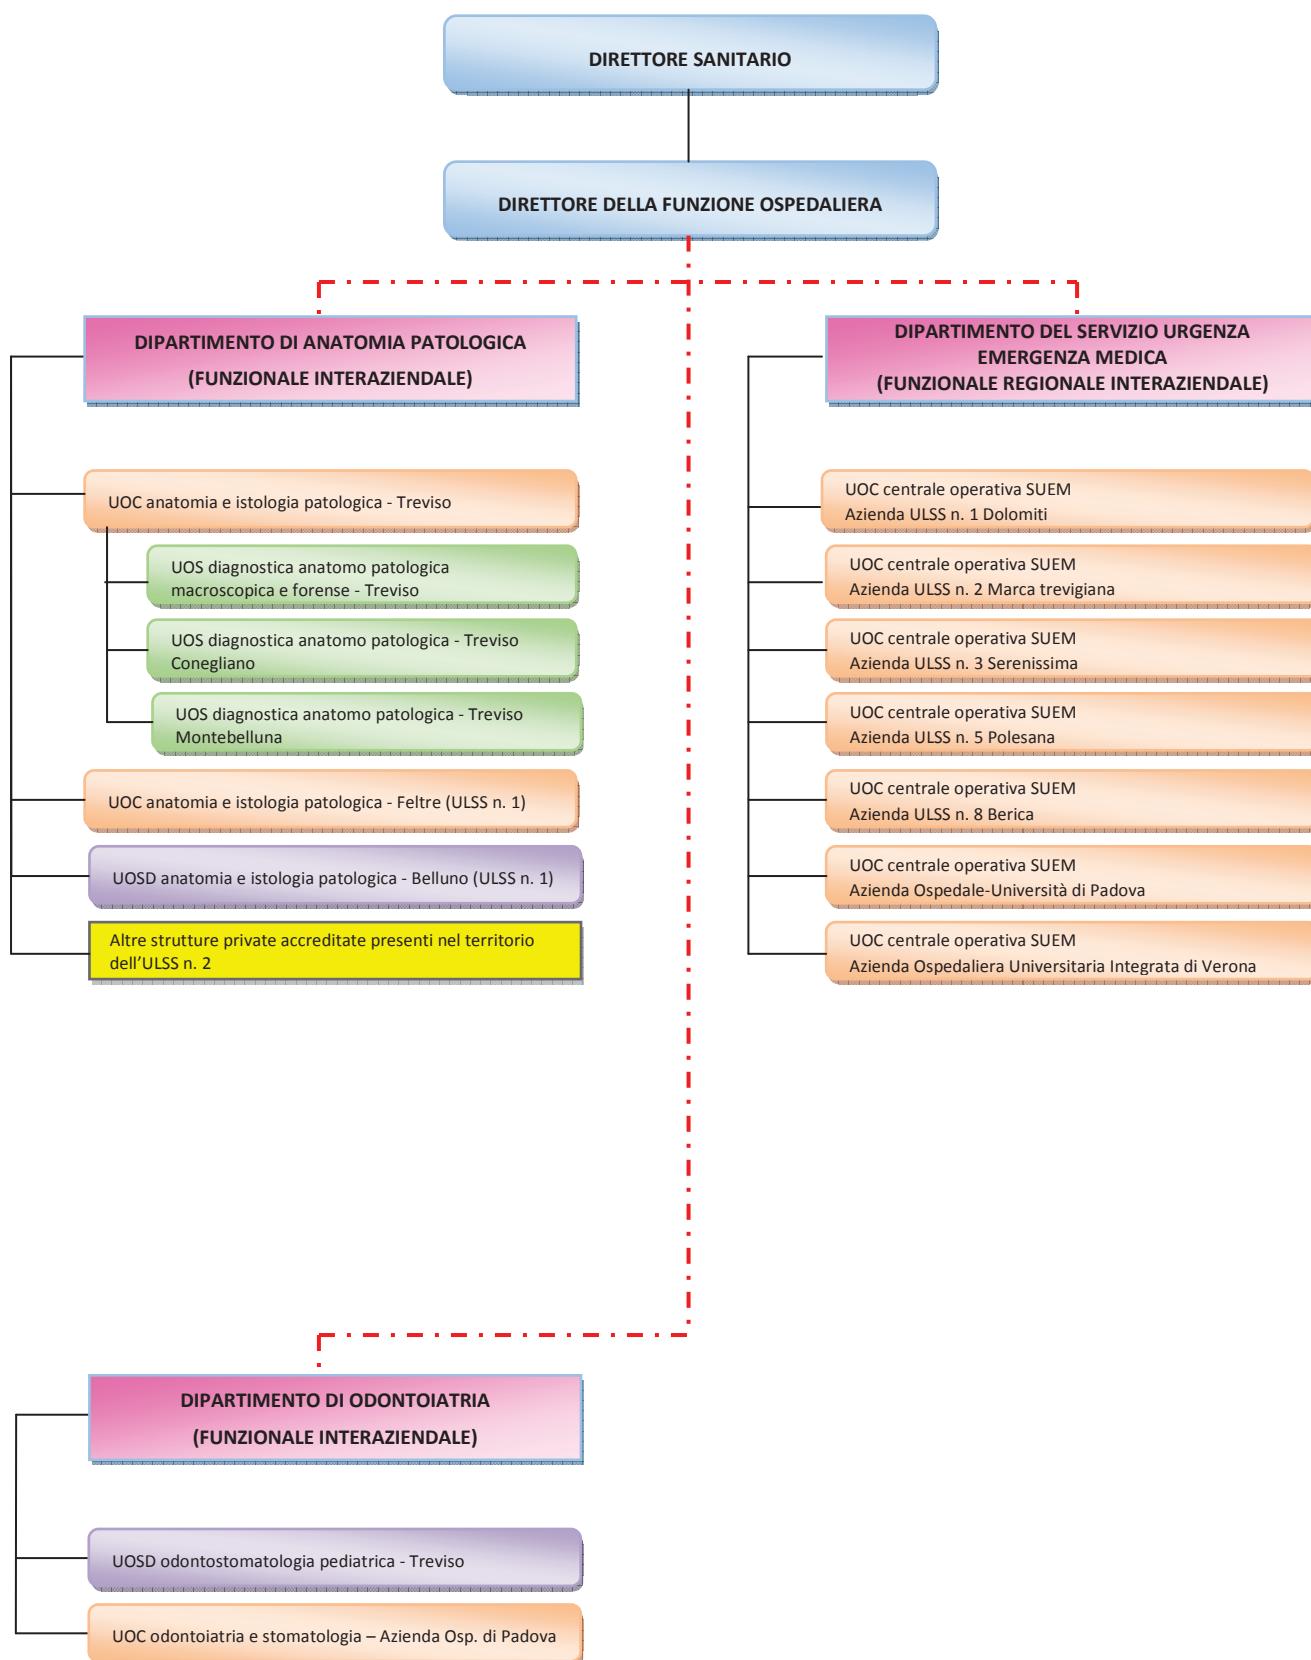 DIRETTORE SANITARIO
DIRETTORE DELLA FUNZIONE OSPEDALIERA
DIPARTIMENTO DI ANATOMIA PATOLOGICA
(FUNZIONALE INTERAZIENDALE)
UOC anatomia e istologia patologica - Treviso
UOS diagnostica anatomo patologica
macroscopica e forense - Treviso
UOS diagnostica anatomo patologica - Treviso
Conegliano
UOS diagnostica anatomo patologica - Treviso
Montebelluna
UOC anatomia e istologia patologica - Feltre (ULSS n. 1)
UOSD anatomia e istologia patologica - Belluno (ULSS n. 1)
Altre strutture private accreditate presenti nel territorio
dell’ULSS n. 2
DIPARTIMENTO DEL SERVIZIO URGENZA
EMERGENZA MEDICA
(FUNZIONALE REGIONALE INTERAZIENDALE)
UOC centrale operativa SUEM
Azienda ULSS n. 1 Dolomiti
UOC centrale operativa SUEM
Azienda ULSS n. 2 Marca trevigiana
UOC centrale operativa SUEM
Azienda ULSS n. 3 Serenissima
UOC centrale operativa SUEM
Azienda ULSS n. 5 Polesana
UOC centrale operativa SUEM
Azienda ULSS n. 8 Berica
UOC centrale operativa SUEM
Azienda Ospedale-Università di Padova
UOC centrale operativa SUEM
Azienda Ospedaliera Universitaria Integrata di Verona
DIPARTIMENTO DI ODONTOIATRIA
(FUNZIONALE INTERAZIENDALE)
UOSD odontostomatologia pediatrica - Treviso
UOC odontoiatria e stomatologia – Azienda Osp. di Padova